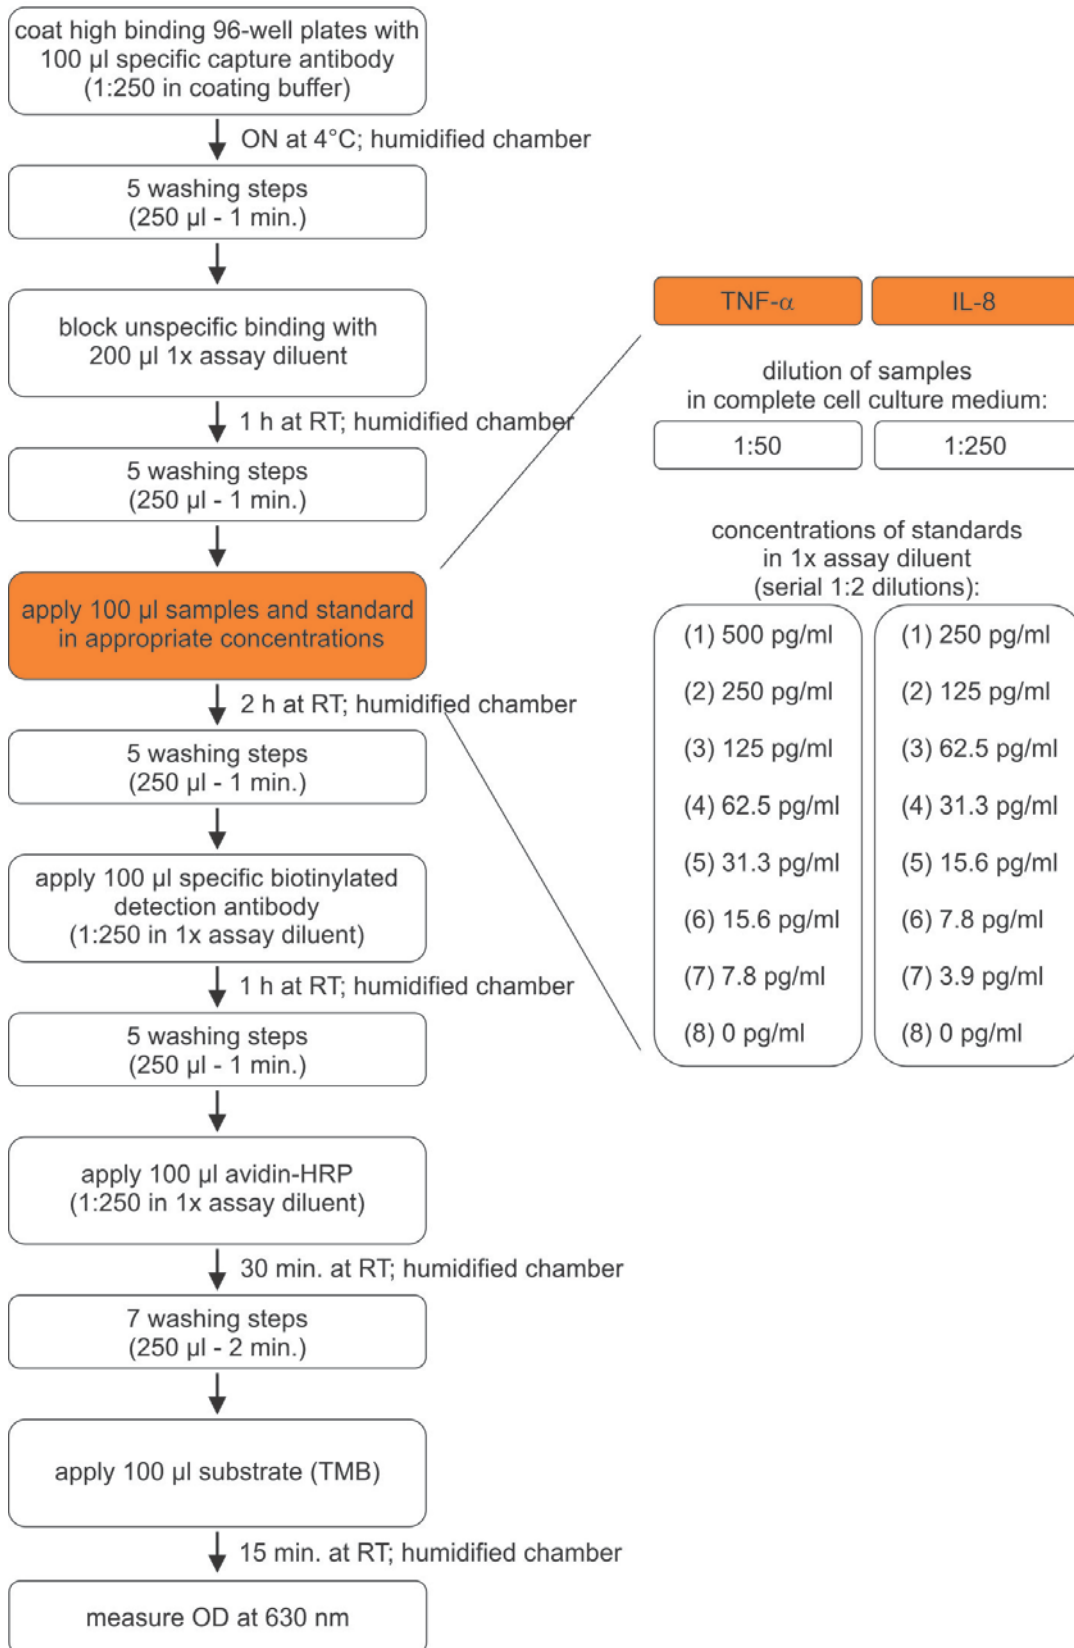 coat high binding 96-well plates with
100 µl specific capture antibody
(1:250 in coating buffer)
ON at 4°C; humidified chamber
5 washing steps
(250 µl - 1 min.)
block unspecific binding with
200 µl 1x assay diluent
1 h at RT; humidified chamber
5 washing steps
(250 µl - 1 min.)
apply 100 µl samples and standard
in appropriate concentrations
2 h at RT; humidified chamber
5 washing steps
(250 µl - 1 min.)
apply 100 µl specific biotinylated
detection antibody
(1:250 in 1x assay diluent)
1 h at RT; humidified chamber
5 washing steps
(250 µl - 1 min.)
apply 100 µl avidin-HRP
(1:250 in 1x assay diluent)
30 min. at RT; humidified chamber
7 washing steps
(250 µl - 2 min.)
apply 100 µl substrate (TMB)
15 min. at RT; humidified chamber
measure OD at 630 nm
TNF-α IL-8
dilution of samples
in complete cell culture medium:
1:50 1:250
concentrations of standards
in 1x assay diluent
(serial 1:2 dilutions):
(1) 500 pg/ml (1) 250 pg/ml
(2) 250 pg/ml (2) 125 pg/ml
(3) 125 pg/ml (3) 62.5 pg/ml
(4) 62.5 pg/ml (4) 31.3 pg/ml
(5) 31.3 pg/ml (5) 15.6 pg/ml
(6) 15.6 pg/ml (6) 7.8 pg/ml
(7) 7.8 pg/ml (7) 3.9 pg/ml
(8) 0 pg/ml (8) 0 pg/ml